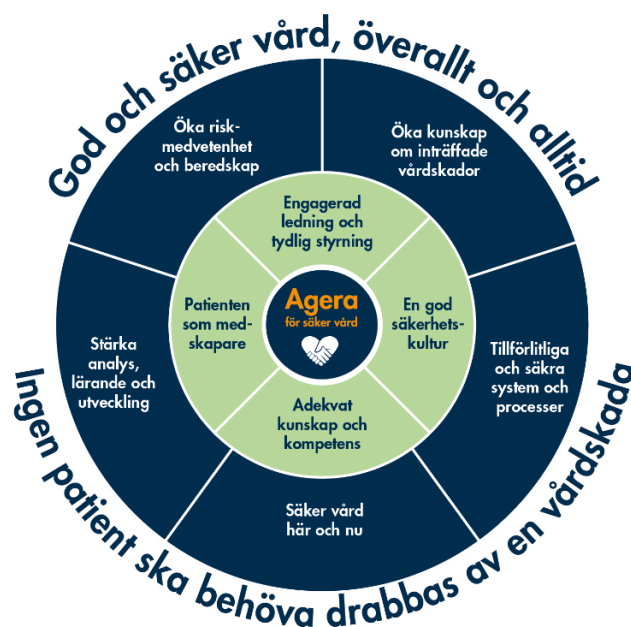 God och säker vård, överallt och alltid
Öka risk-
medvetenhet
och beredskap
Öka kunskap
om inträffade
vårdskador
Engagerad
ledning och
tydlig styrning
Patienten
som med-
skapare
Agera
för säker vård
En god
säkerhets-
kultur
Stärka
analys,
lärande och
utveckling
Tillförlitliga
och säkra
system och
processer
Adekvat
kunskap och
kompetens
Säker vård
här och nu
Ingen patient ska behöva drabbas av en vårdskada